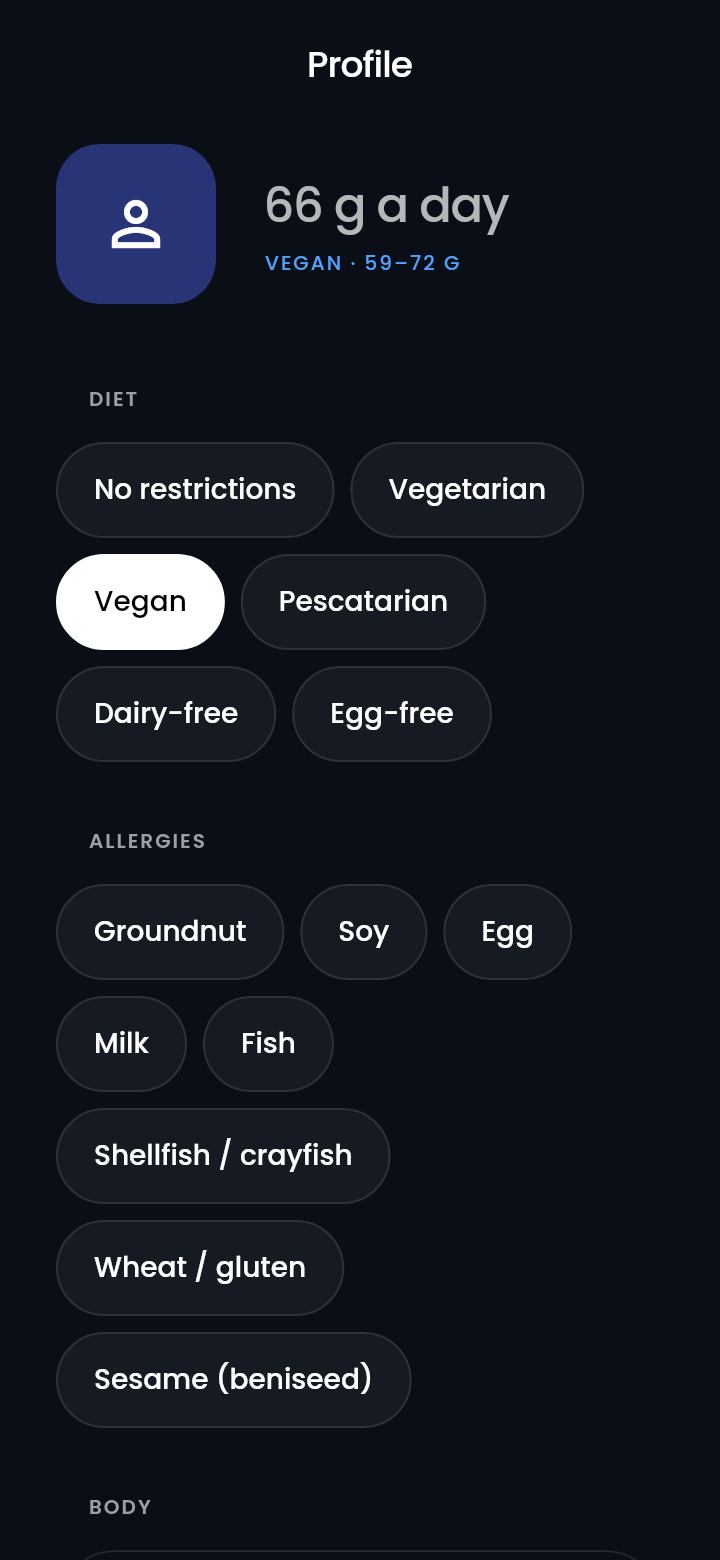 Profile
66 g a day
VEGAN · 59–72 G
DIET
No restrictions
Vegetarian
Vegan
Pescatarian
Dairy-free
Egg-free
ALLERGIES
Groundnut
Soy
Egg
Milk
Fish
Shellfish / crayfish
Wheat / gluten
Sesame (beniseed)
BODY